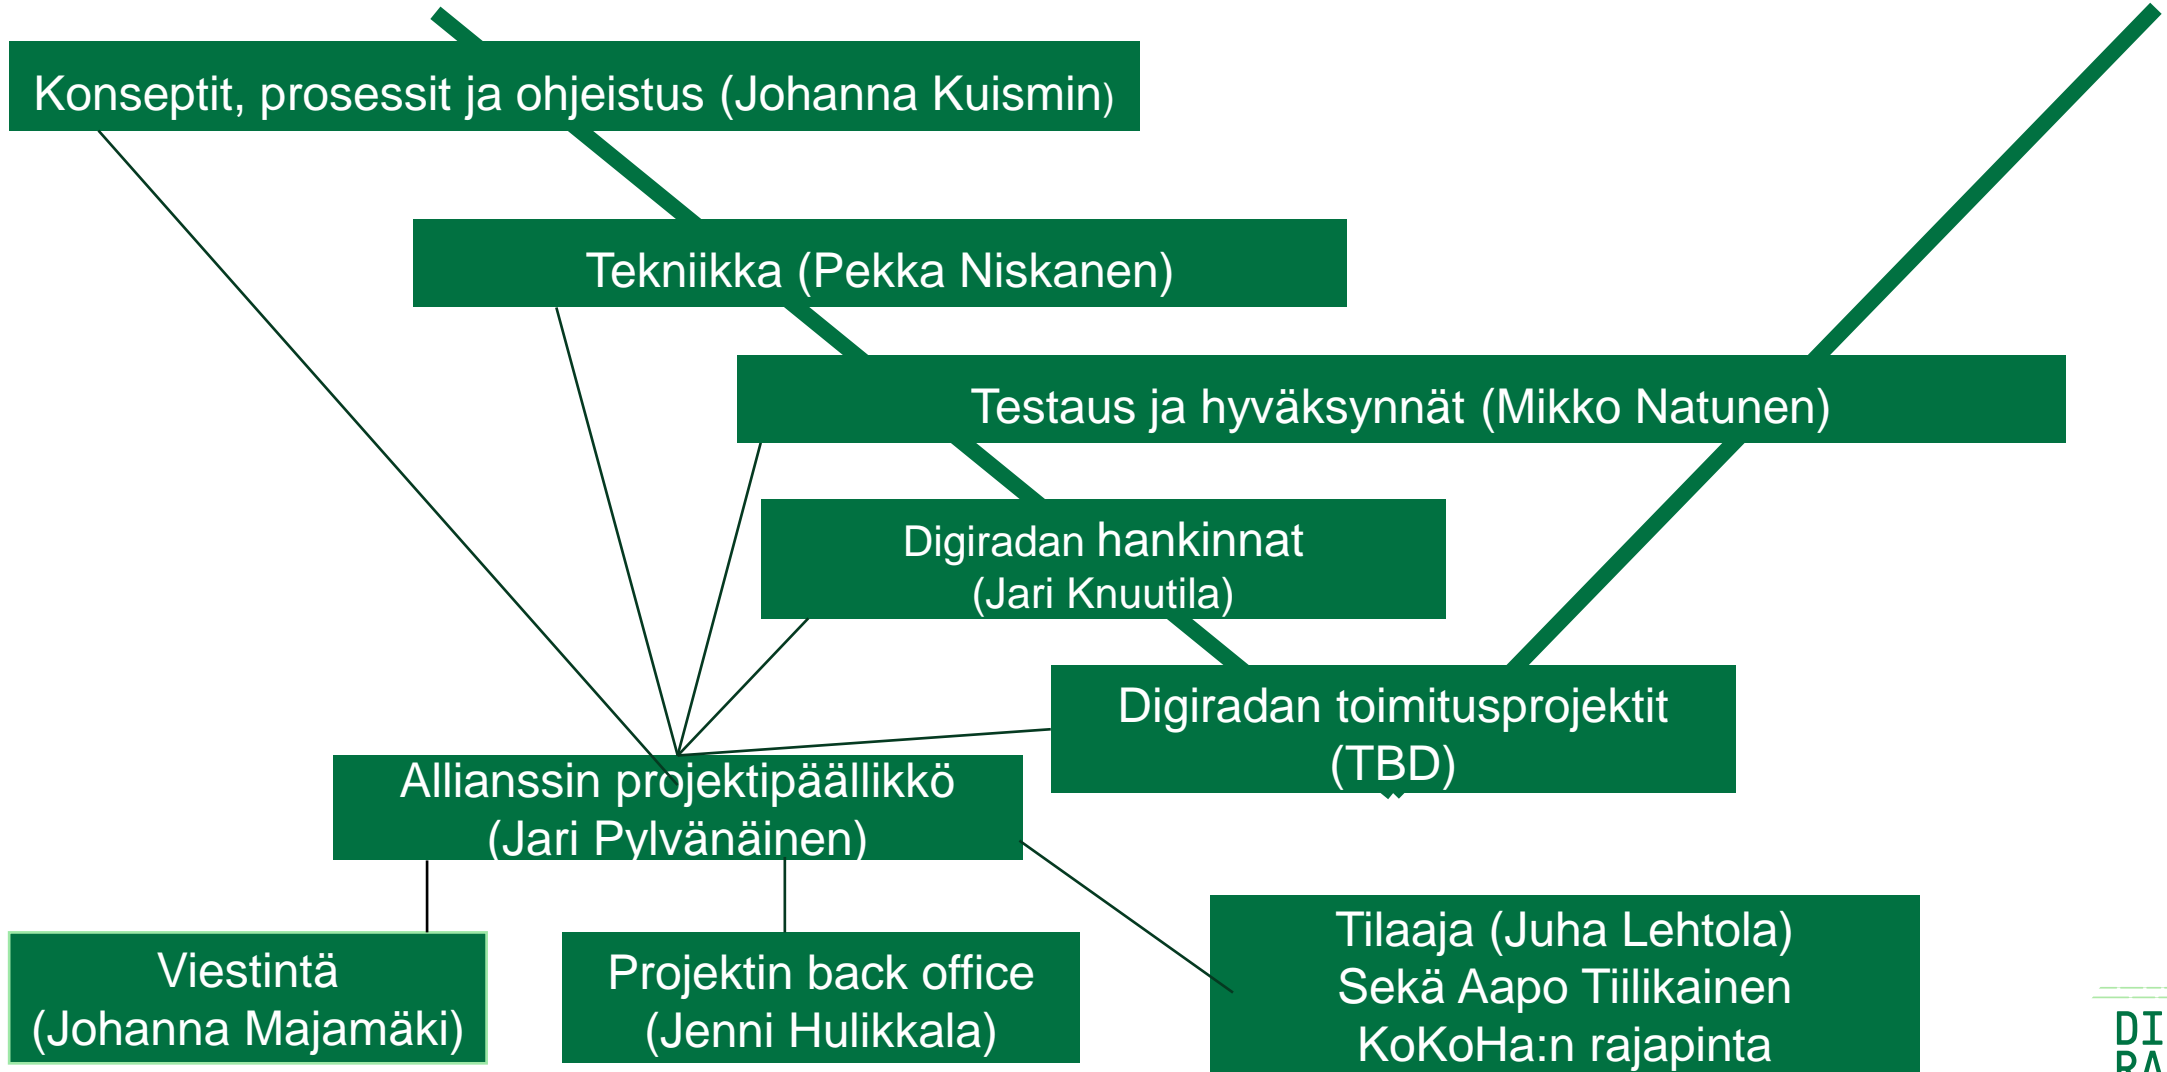 Konseptit, prosessit ja ohjeistus (Johanna Kuismin)
Tekniikka (Pekka Niskanen)
Testaus ja hyväksynnät (Mikko Natunen)
Digiradan hankinnat
(Jari Knuutila)
Digiradan toimitusprojektit
(TBD)
Allianssin projektipäällikkö
(Jari Pylvänäinen)
Viestintä
(Johanna Majamäki)
Projektin back office
(Jenni Hulikkala)
Tilaaja (Juha Lehtola)
Sekä Aapo Tiilikainen
KoKoHa:n rajapinta
DI
RA